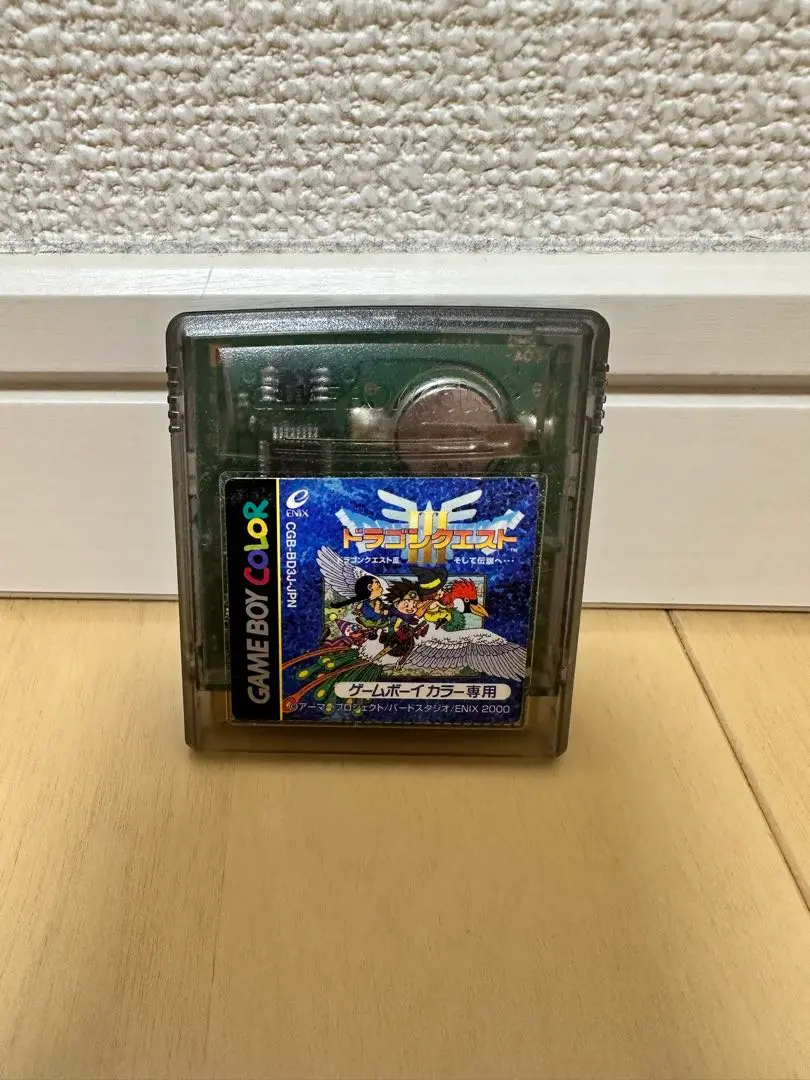 GAME BOY COLOR
e
ENIX
CGB-BD3J-JPN
III
ドラゴンクエスト
TM
ドラゴンクエストⅢ そして伝説へ…
ゲームボーイカラー専用
©アーマープロジェクト/バードスタジオ/ENIX 2000